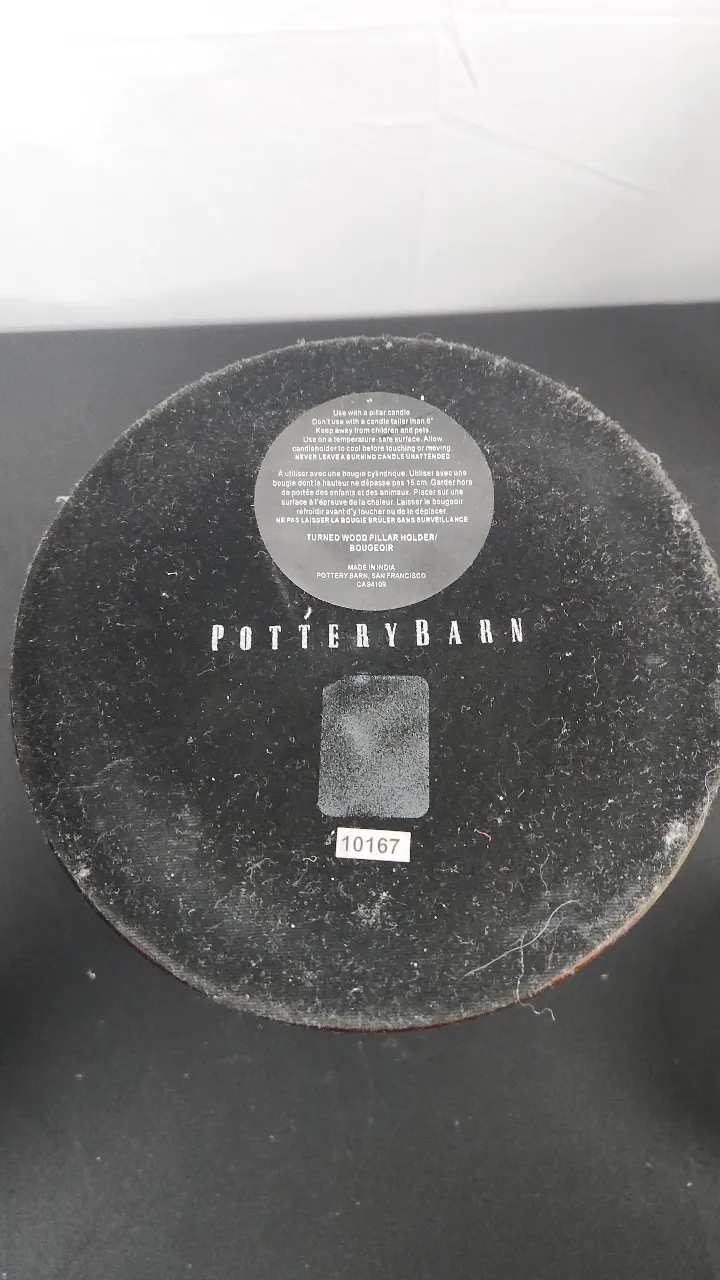 Use with a pillar candle
Don't use with a candle taller than 6"
Keep away from children and pets.
Use on a temperature-safe surface. Allow
candleholder to cool before touching or moving.
NEVER LEAVE A BURNING CANDLE UNATTENDED
À utiliser avec une bougie cylindrique. Utiliser avec une
bougie dont la hauteur ne dépasse pas 15 cm. Garder hors
de portée des enfants et des animaux. Placer sur une
surface à l'épreuve de la chaleur. Laisser le bougeoir
refroidir avant d'y toucher ou de le déplacer.
NE PAS LAISSER LA BOUGIE BRÛLER SANS SURVEILLANCE
TURNED WOOD PILLAR HOLDER/
BOUGEOIR
MADE IN INDIA
POTTERY BARN, SAN FRANCISCO
CA 94109
POTTERY BARN
10167